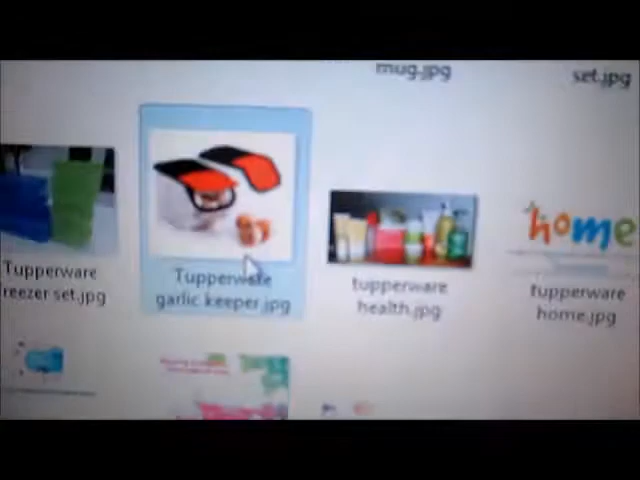 mug.jpg
set.jpg
home
Tupperware
reezer set.jpg
Tupperware
garlic keeper.jpg
tupperware
health.jpg
tupperware
home.jpg